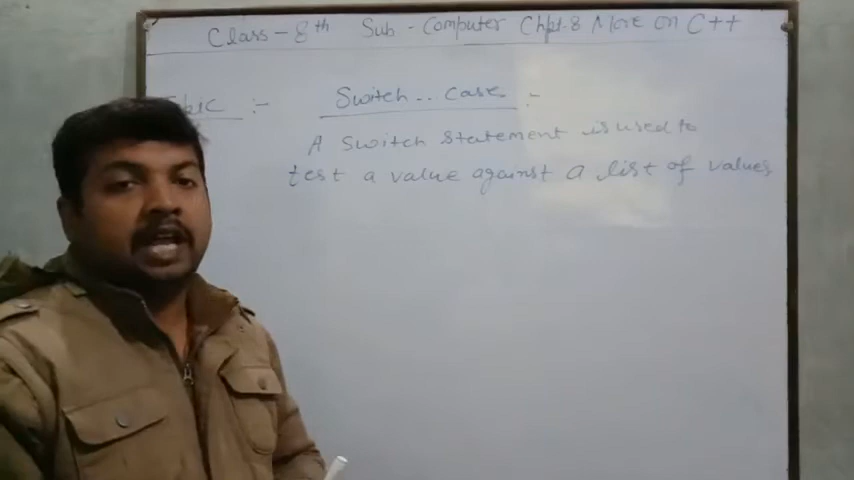 Class - 8th Sub - Computer Chpt-8 More on C++
Topic :- Switch .. Case :-
A Switch Statement is used to
test a value against a list of values